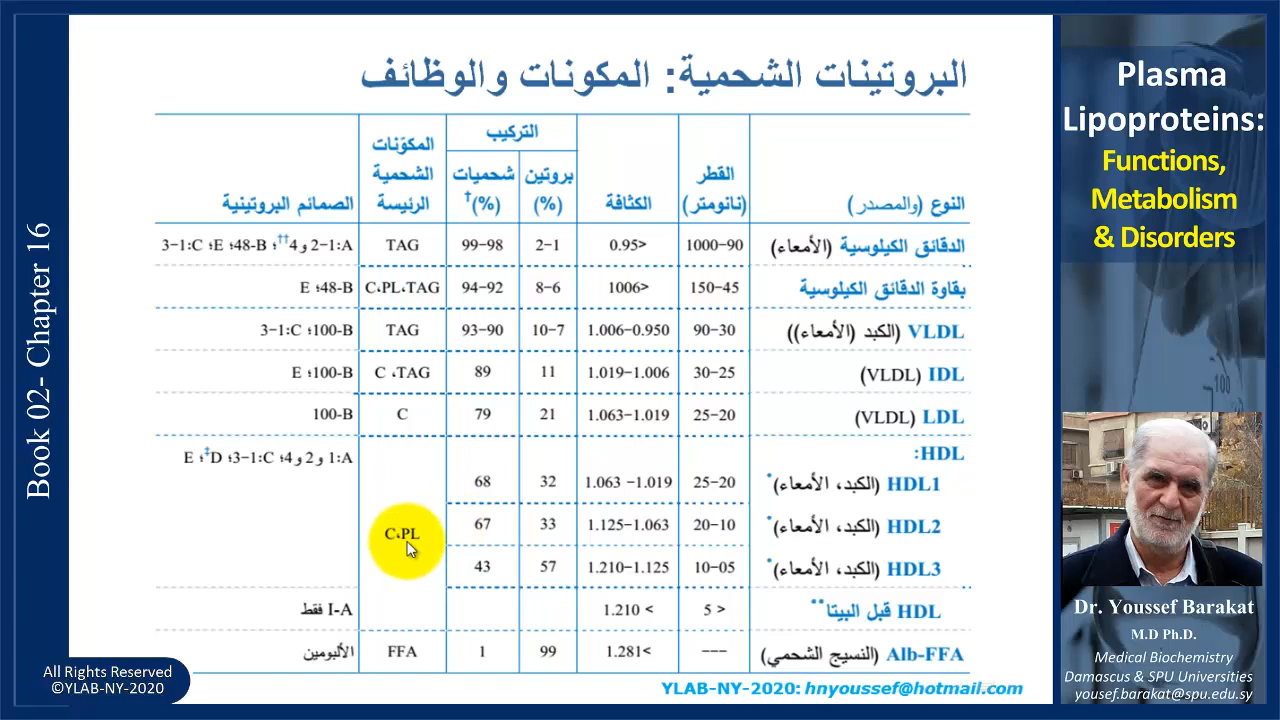 البروتينات الشحمية: المكونات والوظائف
النوع (والمصدر) القطر (نانومتر) الكثافة التركيب بروتين (%) شحميات (%)† المكوّنات الشحمية الرئيسة الصمائم البروتينية
الدقائق الكيلوسية (الأمعاء) 90–1000 0.95> 1–2 98–99 TAG A:1–2 و4††؛ B-48؛ E؛ C:1–3
بقاوة الدقائق الكيلوسية 45–150 1006> 6–8 92–94 C،PL،TAG B-48؛ E
VLDL (الكبد (الأمعاء)) 30–90 0.950–1.006 7–10 90–93 TAG B-100؛ C:1–3
IDL (VLDL) 25–30 1.006–1.019 11 89 C ،TAG B-100؛ E
LDL (VLDL) 20–25 1.019–1.063 21 79 C B-100
HDL: A:1 و 2 و 4؛ C:1–3؛ D‡؛ E
HDL1 (الكبد، الأمعاء)* 20–25 1.019– 1.063 32 68
HDL2 (الكبد، الأمعاء)* 10–20 1.063–1.125 33 67 C،PL
HDL3 (الكبد، الأمعاء)* 05–10 1.125–1.210 57 43
HDL قبل البيتا** 5 > 1.210 < A-I فقط
Alb-FFA (النسيج الشحمي) --- 1.281< 99 1 FFA الألبومين
YLAB-NY-2020: hnyoussef@hotmail.com
Book 02- Chapter 16
All Rights Reserved
©YLAB-NY-2020
Plasma
Lipoproteins:
Functions,
Metabolism
& Disorders
100
Dr. Youssef Barakat
M.D Ph.D.
Medical Biochemistry
Damascus & SPU Universities
yousef.barakat@spu.edu.sy